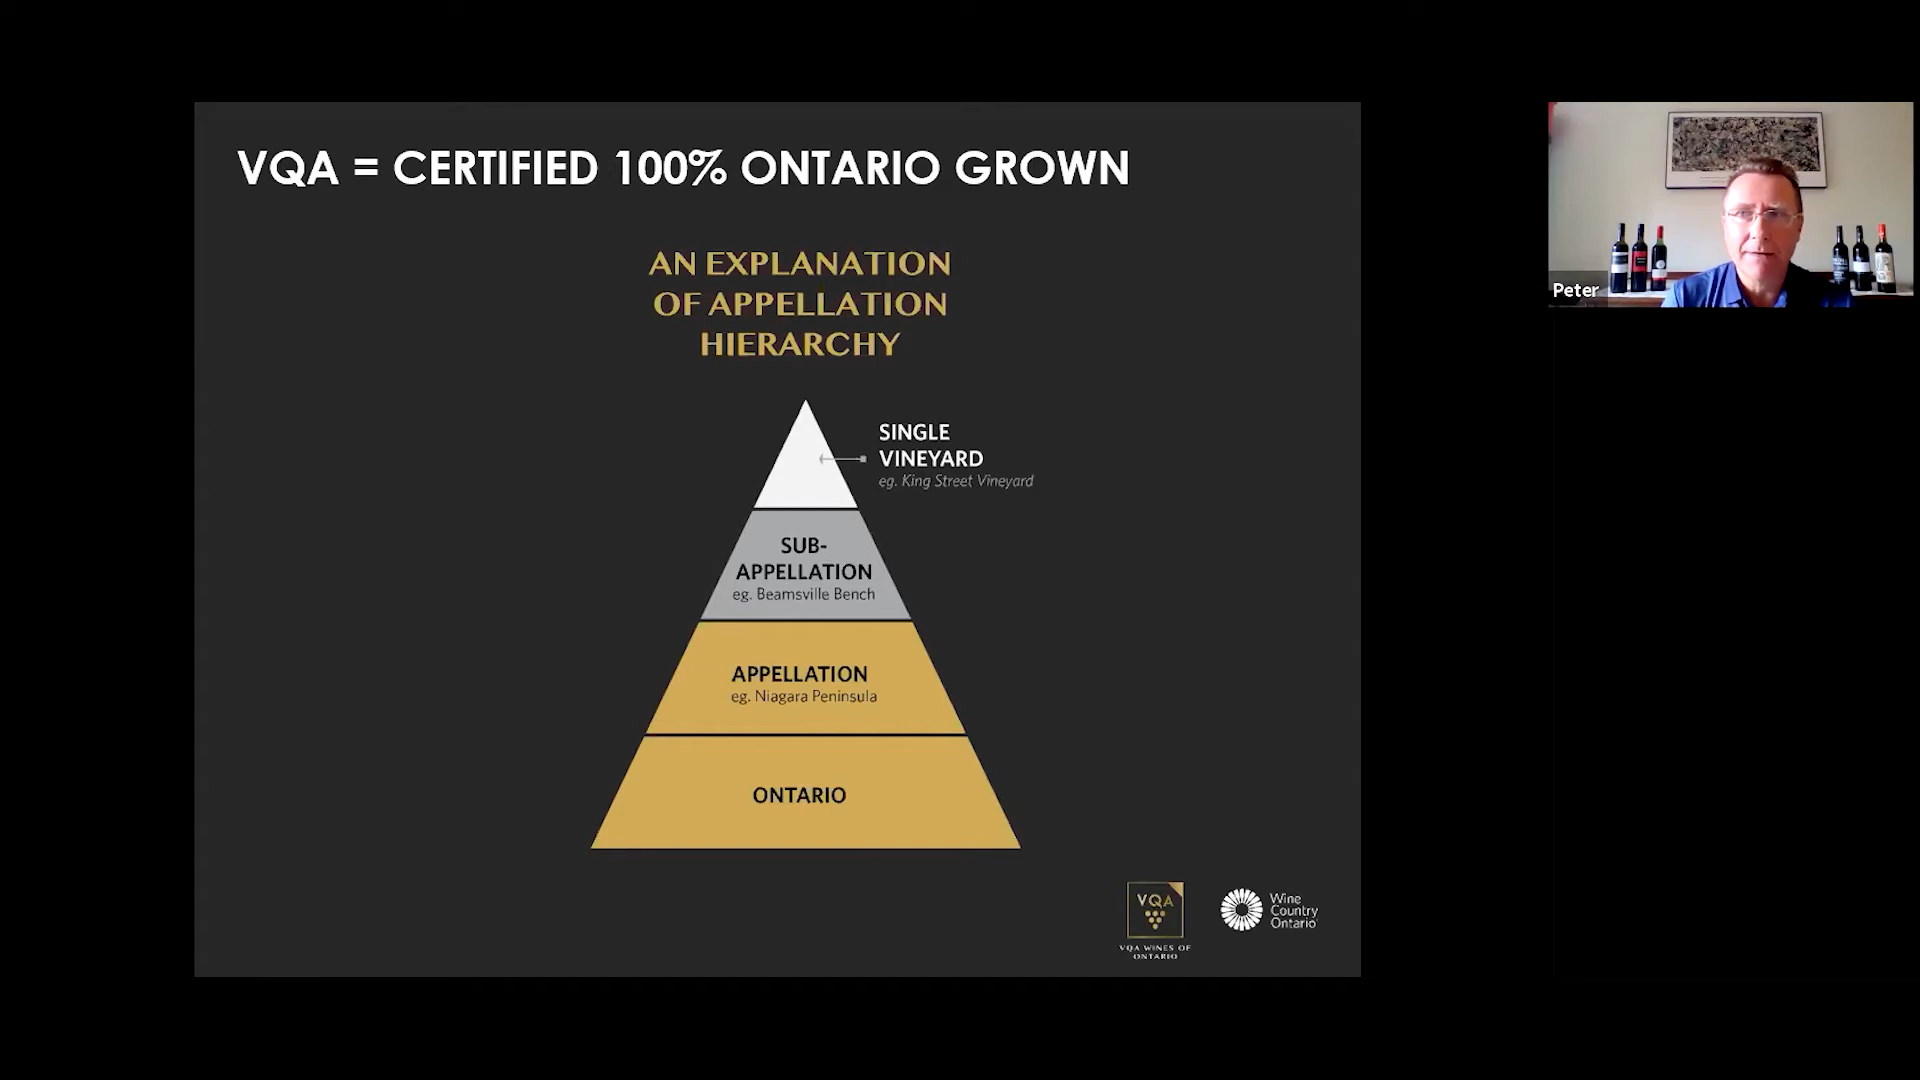 VQA = CERTIFIED 100% ONTARIO GROWN
AN EXPLANATION
OF APPELLATION
HIERARCHY
SINGLE
VINEYARD
eg. King Street Vineyard
SUB-
APPELLATION
eg. Beamsville Bench
APPELLATION
eg. Niagara Peninsula
ONTARIO
VQA
VQA WINES OF
ONTARIO
Wine
Country
Ontario
Peter